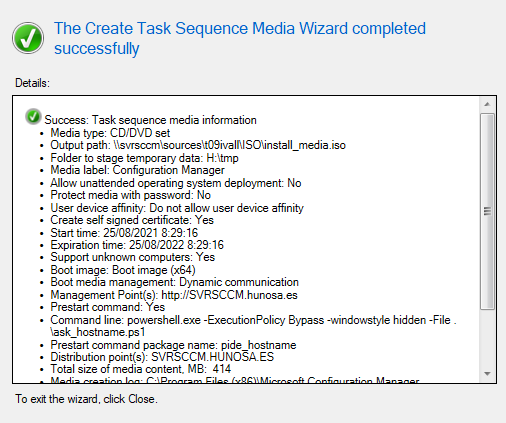 The Create Task Sequence Media Wizard completed
successfully
Details:
Success: Task sequence media information
• Media type: CD/DVD set
• Output path: \\svrsccm\sources\t09ivall\ISO\install_media.iso
• Folder to stage temporary data: H:\tmp
• Media label: Configuration Manager
• Allow unattended operating system deployment: No
• Protect media with password: No
• User device affinity: Do not allow user device affinity
• Create self signed certificate: Yes
• Start time: 25/08/2021 8:29:16
• Expiration time: 25/08/2022 8:29:16
• Support unknown computers: Yes
• Boot image: Boot image (x64)
• Boot media management: Dynamic communication
• Management Point(s): http://SVRSCCM.hunosa.es
• Prestart command: Yes
• Command line: powershell.exe -ExecutionPolicy Bypass -windowstyle hidden -File .
\ask_hostname.ps1
• Prestart command package name: pide_hostname
• Distribution point(s): SVRSCCM.HUNOSA.ES
• Total size of media content, MB: 414
• Media creation log: C:\Program Files (x86)\Microsoft Configuration Manager
To exit the wizard, click Close.